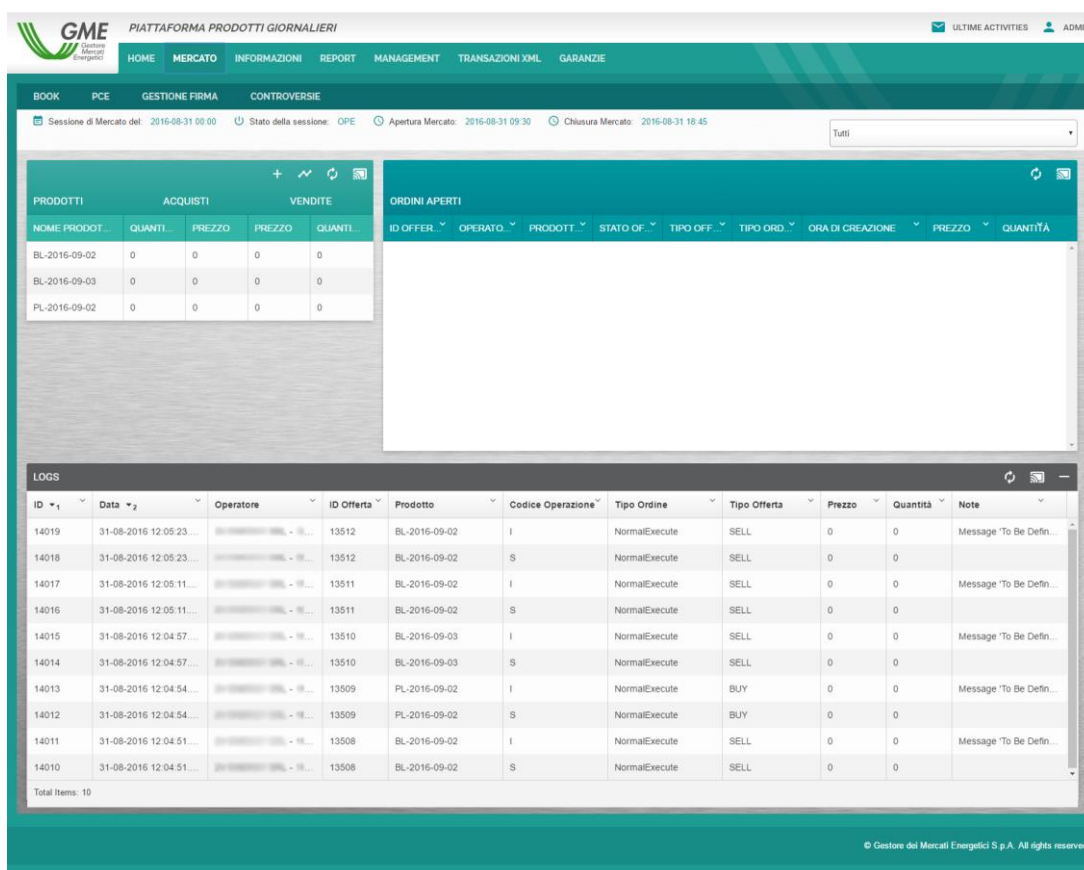 GME PIATTAFORMA PRODOTTI GIORNALIERI ULTIME ACTIVITIES ADMI
Gestore
Mercati
Energetici
HOME MERCATO INFORMAZIONI REPORT MANAGEMENT TRANSAZIONI XML GARANZIE
BOOK PCE GESTIONE FIRMA CONTROVERSIE
Sessione di Mercato del: 2016-08-31 00:00 Stato della sessione: OPE Apertura Mercato: 2016-08-31 09:30 Chiusura Mercato: 2016-08-31 18:45
Tutti
PRODOTTI ACQUISTI VENDITE
NOME PRODOT... QUANTI... PREZZO PREZZO QUANTI...
BL-2016-09-02 0 0 0 0
BL-2016-09-03 0 0 0 0
PL-2016-09-02 0 0 0 0
ORDINI APERTI
ID OFFER... OPERATO... PRODOTT... STATO OF... TIPO OFF... TIPO ORD... ORA DI CREAZIONE PREZZO QUANTITÀ
LOGS
ID 1 Data 2 Operatore ID Offerta Prodotto Codice Operazione Tipo Ordine Tipo Offerta Prezzo Quantità Note
14019 31-08-2016 12:05:23.... 13512 BL-2016-09-02 I NormalExecute SELL 0 0 Message 'To Be Defin...
14018 31-08-2016 12:05:23.... 13512 BL-2016-09-02 S NormalExecute SELL 0 0
14017 31-08-2016 12:05:11.... 13511 BL-2016-09-02 I NormalExecute SELL 0 0 Message 'To Be Defin...
14016 31-08-2016 12:05:11.... 13511 BL-2016-09-02 S NormalExecute SELL 0 0
14015 31-08-2016 12:04:57.... 13510 BL-2016-09-03 I NormalExecute SELL 0 0 Message 'To Be Defin...
14014 31-08-2016 12:04:57.... 13510 BL-2016-09-03 S NormalExecute SELL 0 0
14013 31-08-2016 12:04:54.... 13509 PL-2016-09-02 I NormalExecute BUY 0 0 Message 'To Be Defin...
14012 31-08-2016 12:04:54.... 13509 PL-2016-09-02 S NormalExecute BUY 0 0
14011 31-08-2016 12:04:51.... 13508 BL-2016-09-02 I NormalExecute SELL 0 0 Message 'To Be Defin...
14010 31-08-2016 12:04:51.... 13508 BL-2016-09-02 S NormalExecute SELL 0 0
Total Items: 10
© Gestore dei Mercati Energetici S.p.A. All rights reserve